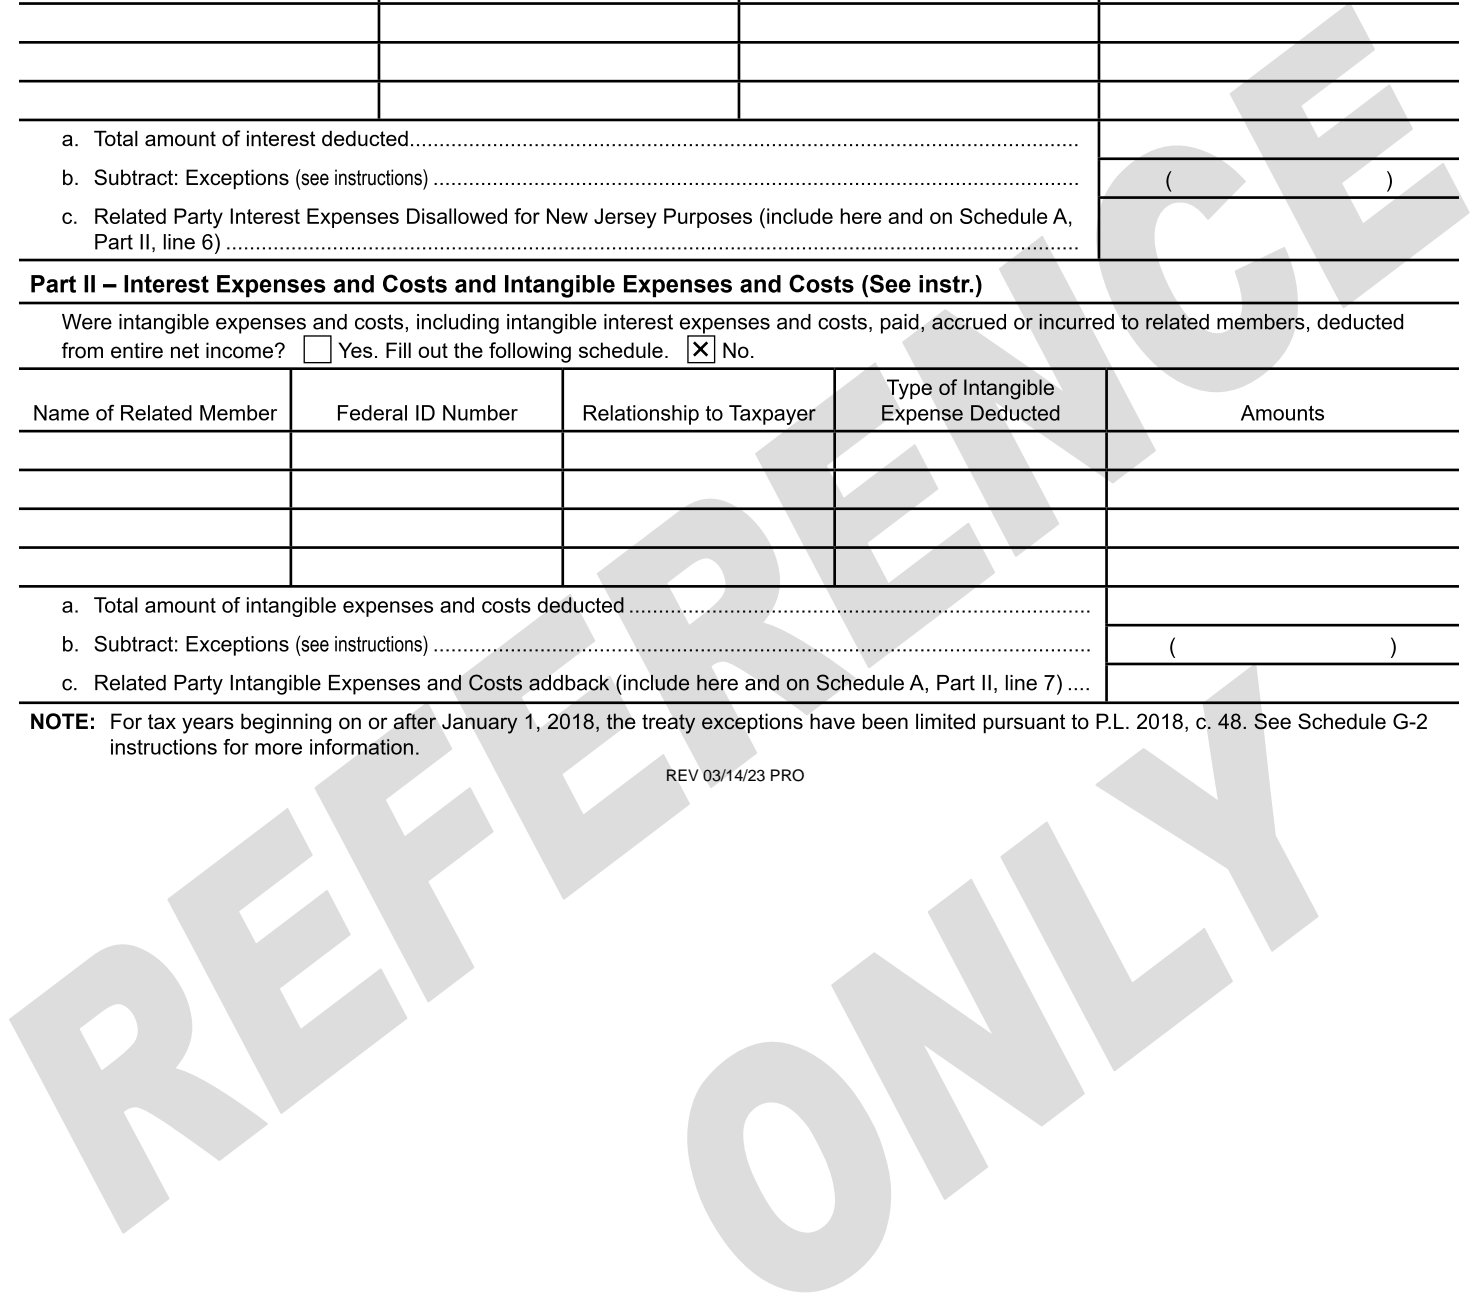 a. Total amount of interest deducted................................................................................................................
b. Subtract: Exceptions (see instructions) ............................................................................................................
( )
c. Related Party Interest Expenses Disallowed for New Jersey Purposes (include here and on Schedule A,
Part II, line 6) ..............................................................................................................................................
Part II – Interest Expenses and Costs and Intangible Expenses and Costs (See instr.)
Were intangible expenses and costs, including intangible interest expenses and costs, paid, accrued or incurred to related members, deducted
from entire net income? Yes. Fill out the following schedule. ☒ No.
Name of Related Member Federal ID Number Relationship to Taxpayer Type of Intangible Expense Deducted Amounts
a. Total amount of intangible expenses and costs deducted .............................................................................
b. Subtract: Exceptions (see instructions) ..............................................................................................................
( )
c. Related Party Intangible Expenses and Costs addback (include here and on Schedule A, Part II, line 7) ....
NOTE: For tax years beginning on or after January 1, 2018, the treaty exceptions have been limited pursuant to P.L. 2018, c. 48. See Schedule G-2
instructions for more information.
REV 03/14/23 PRO
REFERENCE
ONLY